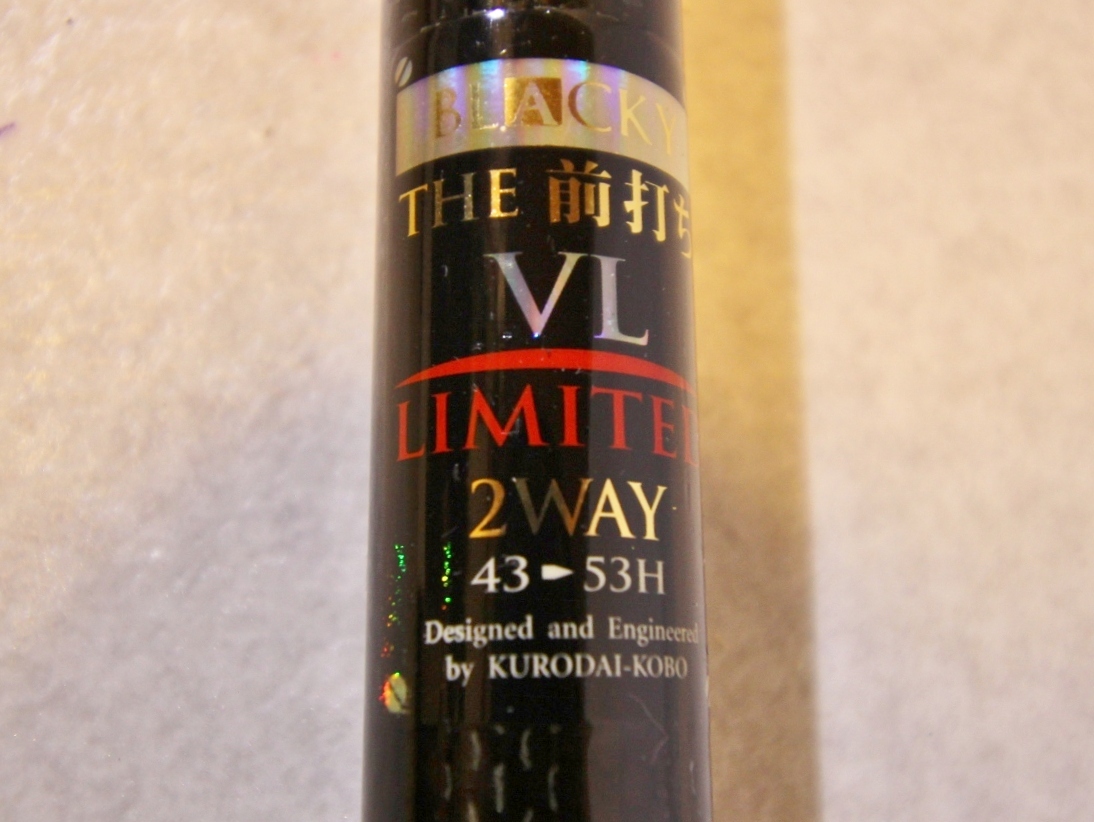 BLACKY
THE 前打ち
VL
LIMITED
2WAY
43 53H
Designed and Engineered
by KURODAI-KOBO